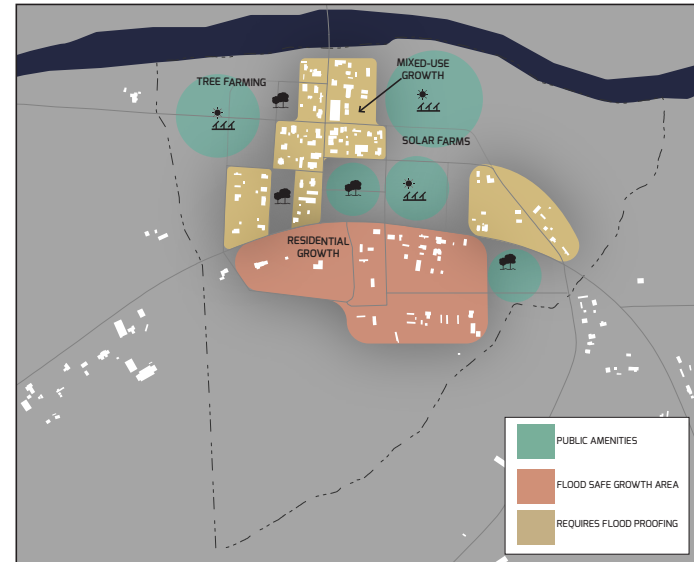 MIXED-USE
GROWTH
TREE FARMING
SOLAR FARMS
RESIDENTIAL
GROWTH
PUBLIC AMENITIES
FLOOD SAFE GROWTH AREA
REQUIRES FLOOD PROOFING